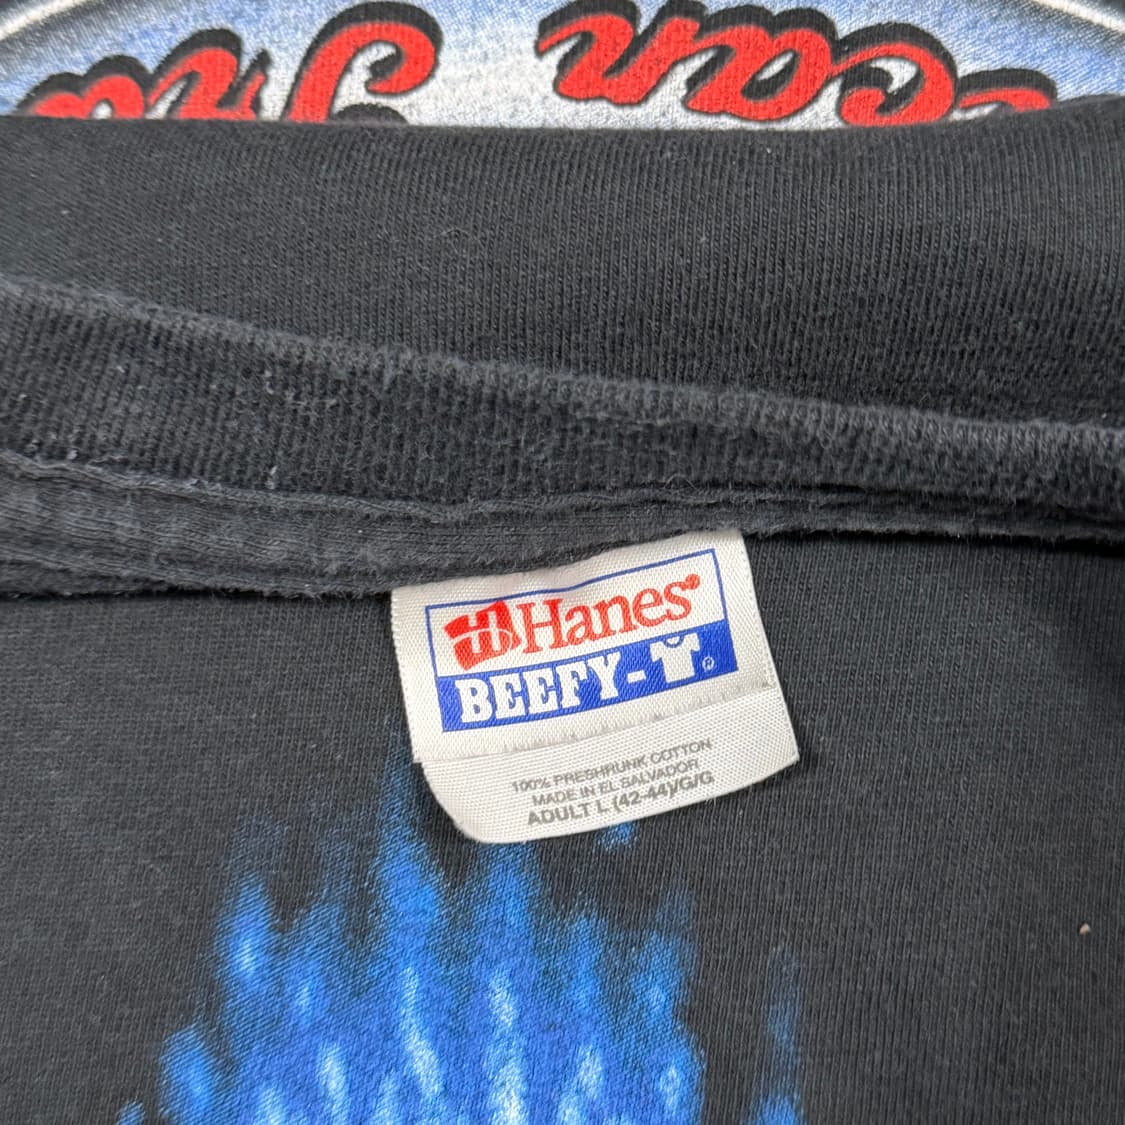 Hanes
BEEFY-T
®
100% PRESHRUNK COTTON
MADE IN EL SALVADOR
ADULT L (42-44)/G/G